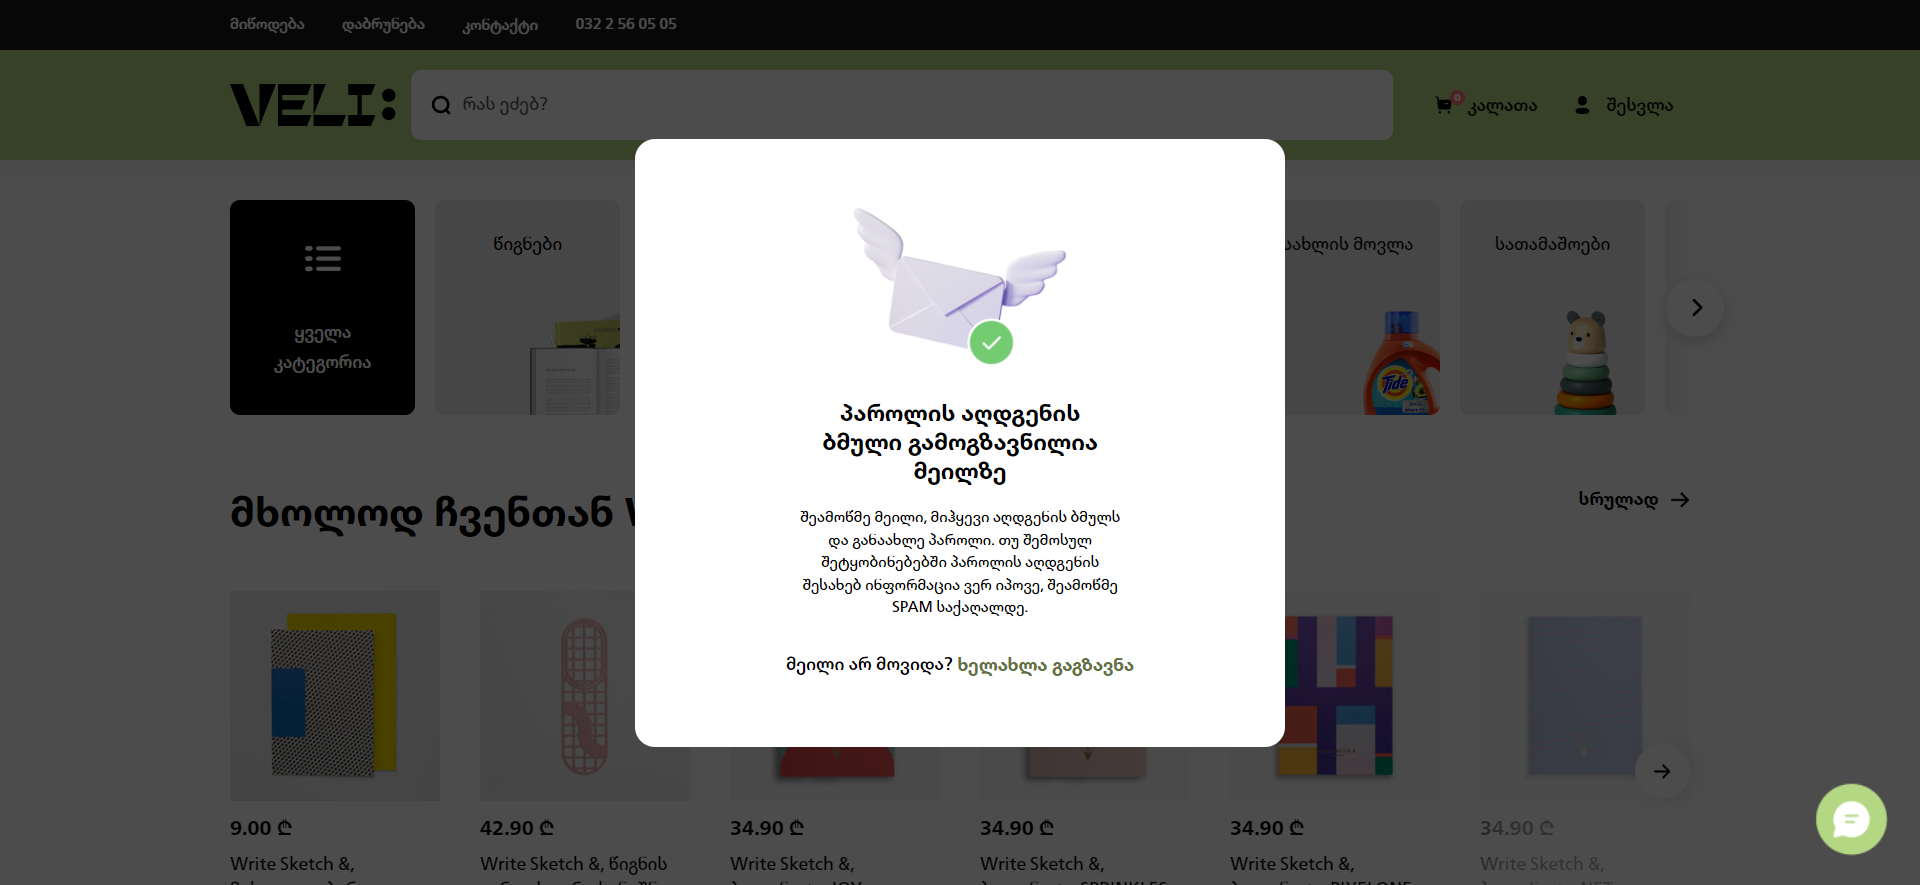 მიწოდება
დაბრუნება
კონტაქტი
032 2 56 05 05
VELI:
რას ეძებ?
0
კალათა
შესვლა
ყველა
კატეგორია
წიგნები
სახლის მოვლა
სათამაშოები
Tide
პაროლის აღდგენის
ბმული გამოგზავნილია
მეილზე
შეამოწმე მეილი, მიჰყევი აღდგენის ბმულს
და განაახლე პაროლი. თუ შემოსულ
შეტყობინებებში პაროლის აღდგენის
შესახებ ინფორმაცია ვერ იპოვე, შეამოწმე
SPAM საქაღალდე.
მეილი არ მოვიდა? ხელახლა გაგზავნა
მხოლოდ ჩვენთან
სრულად
9.00 ₾
Write Sketch &,
42.90 ₾
Write Sketch &, წიგნის
34.90 ₾
Write Sketch &,
34.90 ₾
Write Sketch &,
34.90 ₾
Write Sketch &,
34.90 ₾
Write Sketch &,